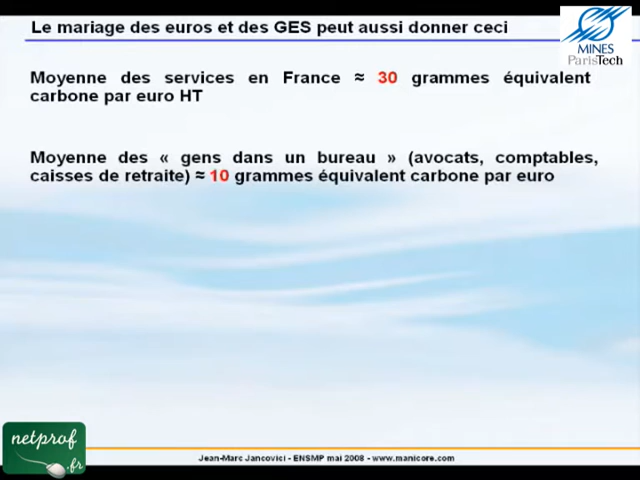 Le mariage des euros et des GES peut aussi donner ceci
MINES
ParisTech
Moyenne des services en France ≈ 30 grammes équivalent
carbone par euro HT
Moyenne des « gens dans un bureau » (avocats, comptables,
caisses de retraite) ≈ 10 grammes équivalent carbone par euro
netprof
.fr
Jean-Marc Jancovici - ENSMP mai 2008 - www.manicore.com